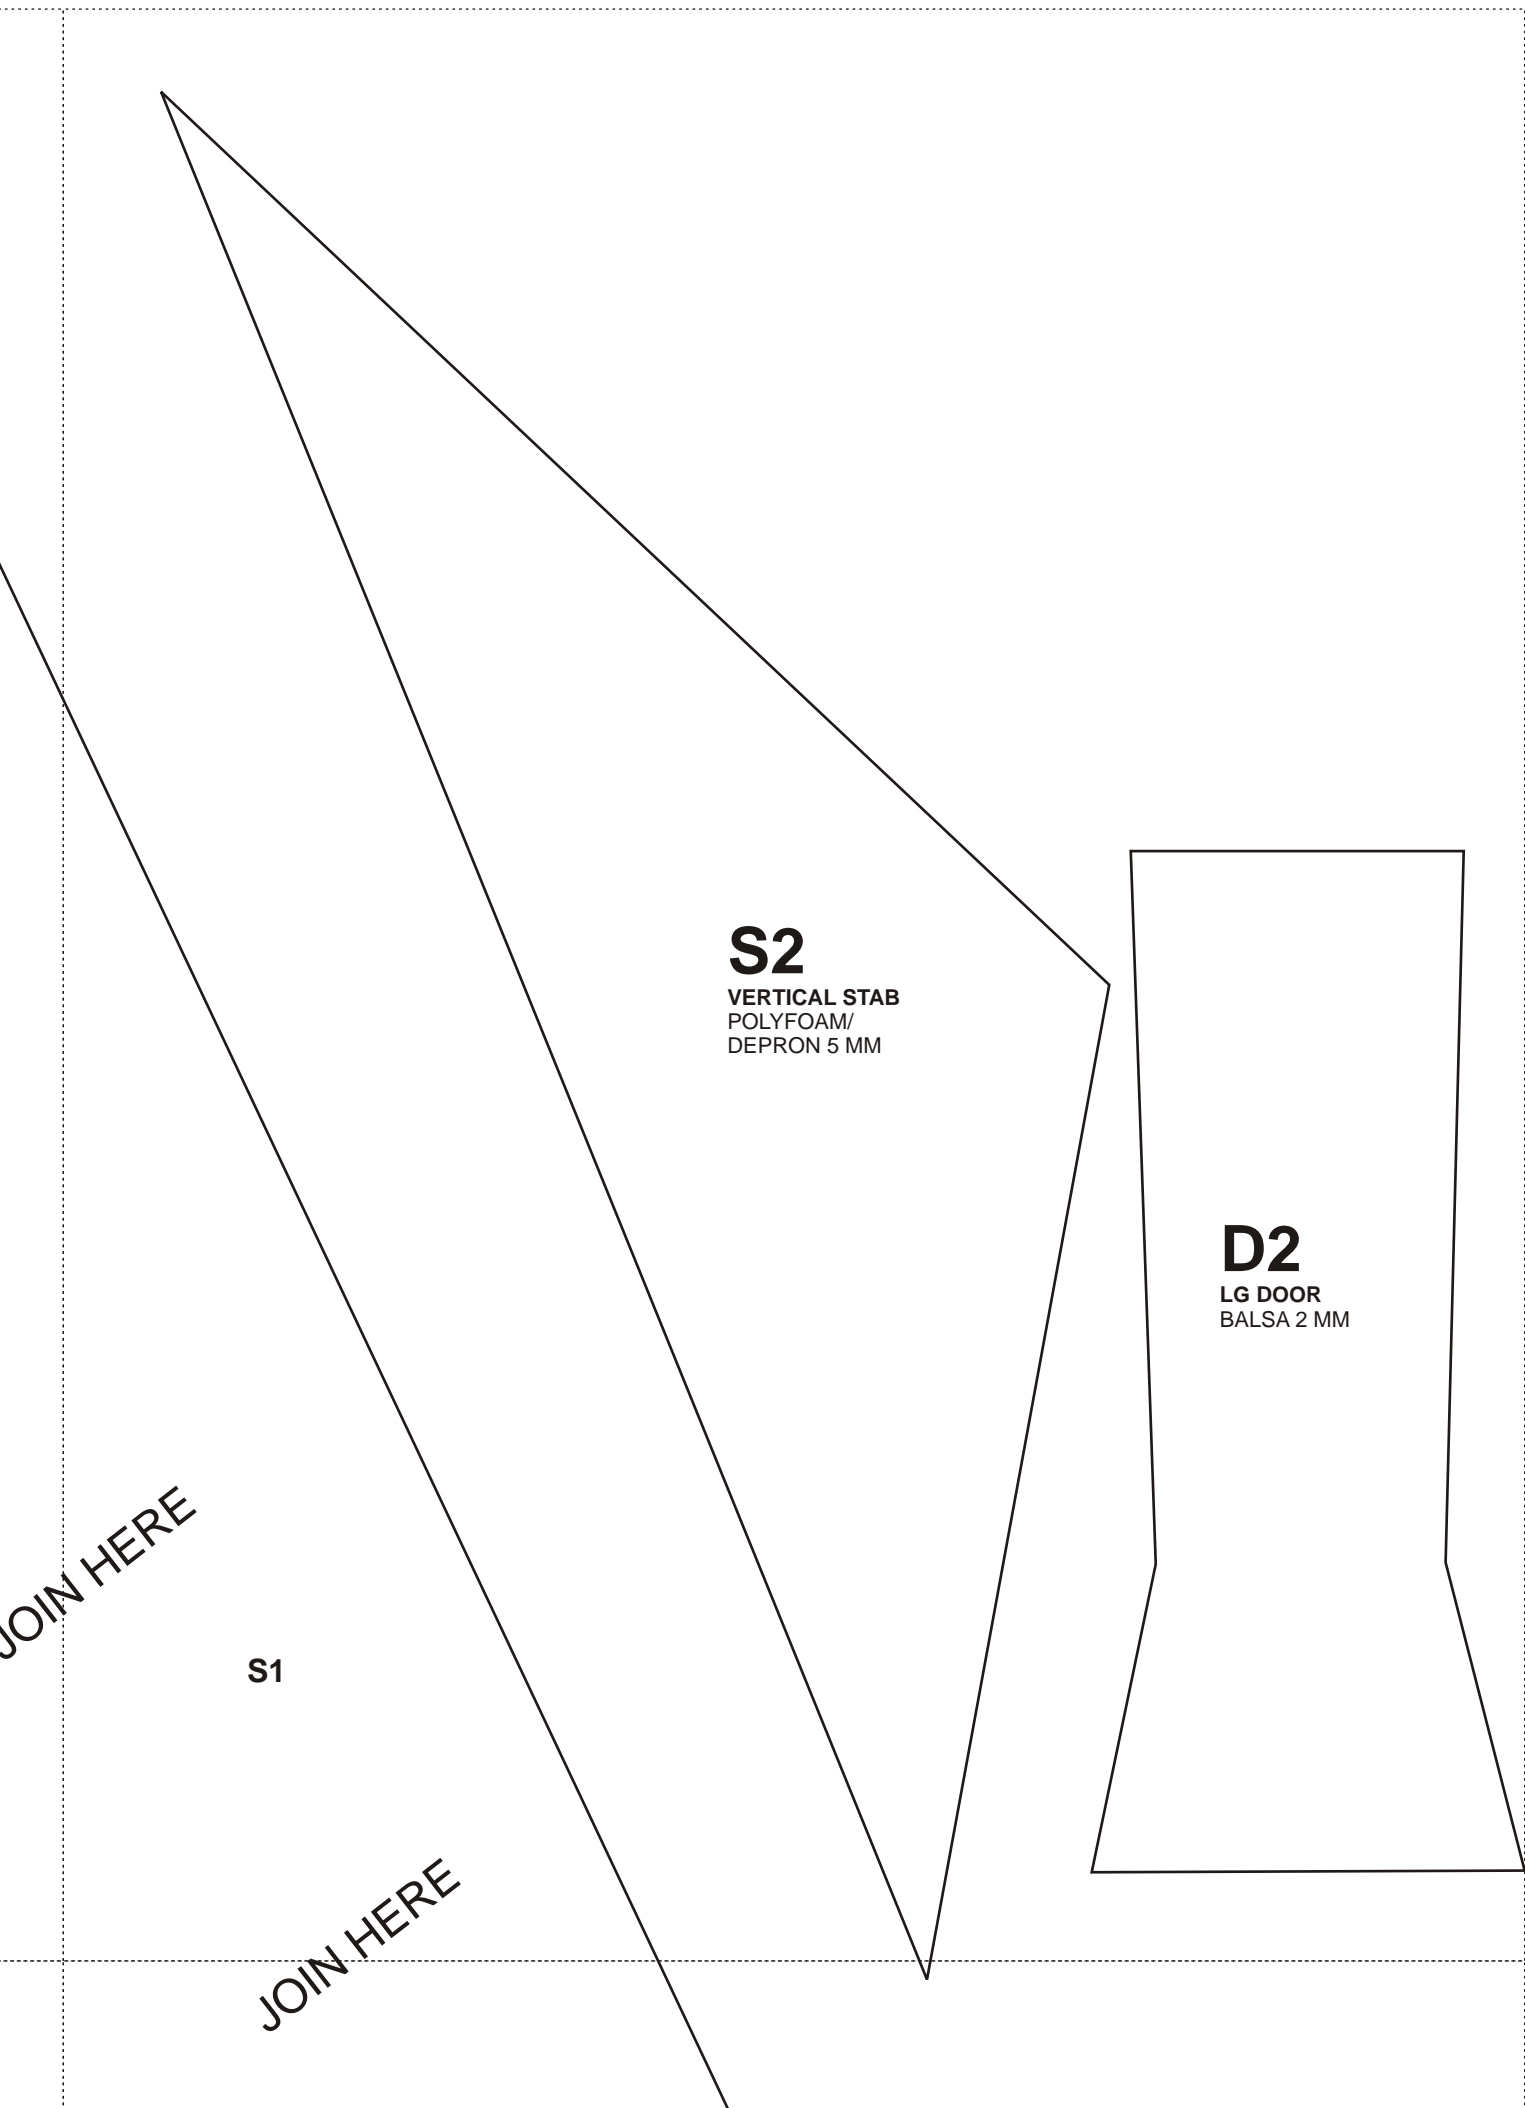 S2
VERTICAL STAB
POLYFOAM/
DEPRON 5 MM
D2
LG DOOR
BALSA 2 MM
JOIN HERE
S1
JOIN HERE